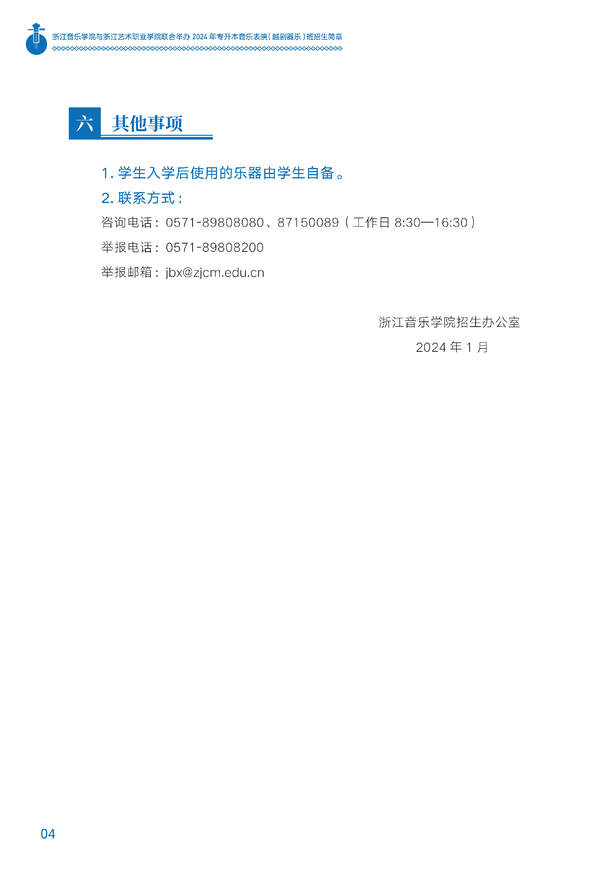 浙江音乐学院与浙江艺术职业学院联合举办 2024 年专升本音乐表演（越剧器乐）班招生简章
六 其他事项
1. 学生入学后使用的乐器由学生自备。
2. 联系方式：
咨询电话：0571-89808080、87150089（工作日 8:30—16:30）
举报电话：0571-89808200
举报邮箱：jbx@zjcm.edu.cn
浙江音乐学院招生办公室
2024 年 1 月
04